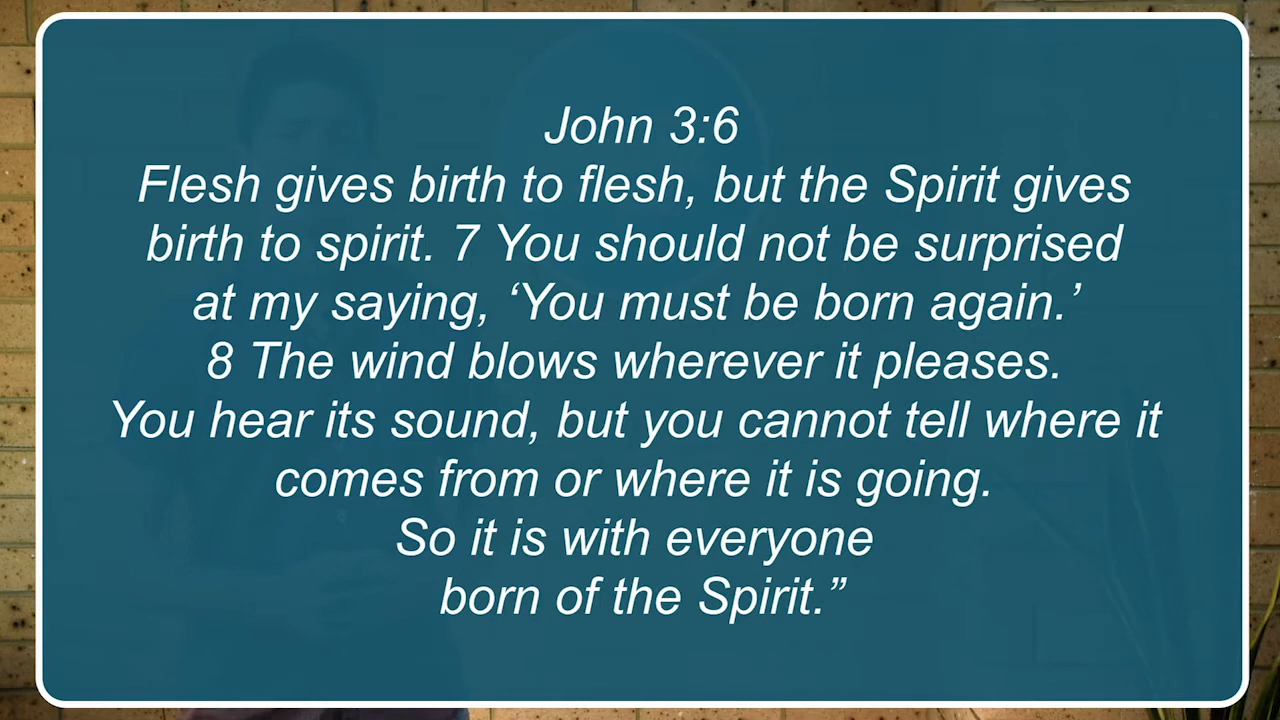 John 3:6
Flesh gives birth to flesh, but the Spirit gives
birth to spirit. 7 You should not be surprised
at my saying, ‘You must be born again.’
8 The wind blows wherever it pleases.
You hear its sound, but you cannot tell where it
comes from or where it is going.
So it is with everyone
born of the Spirit.”